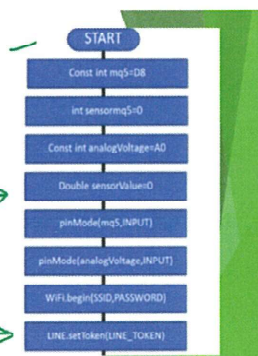 START
Const int mq5=D8
int sensormq5=0
Const int analogVoltage=A0
Double sensorValue=0
pinMode(mq5,INPUT)
pinMode(analogVoltage,INPUT)
WiFi.begin(SSID,PASSWORD)
LINE.setToken(LINE_TOKEN)